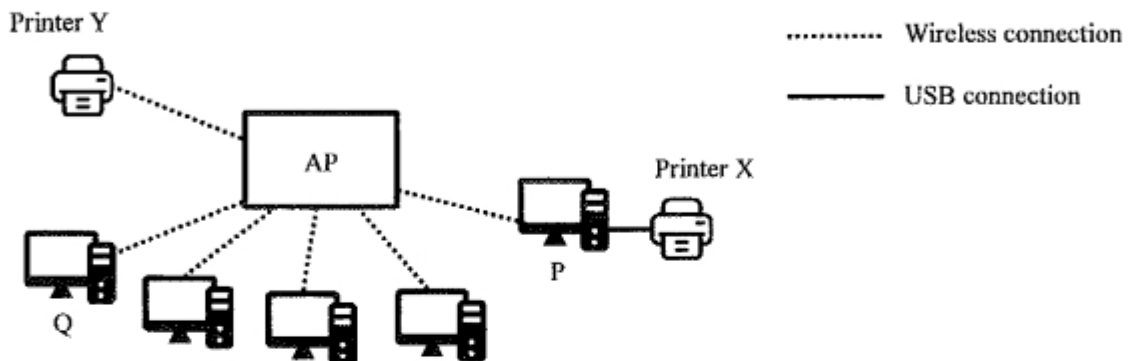 Printer Y
Wireless connection
USB connection
AP
Printer X
P
Q